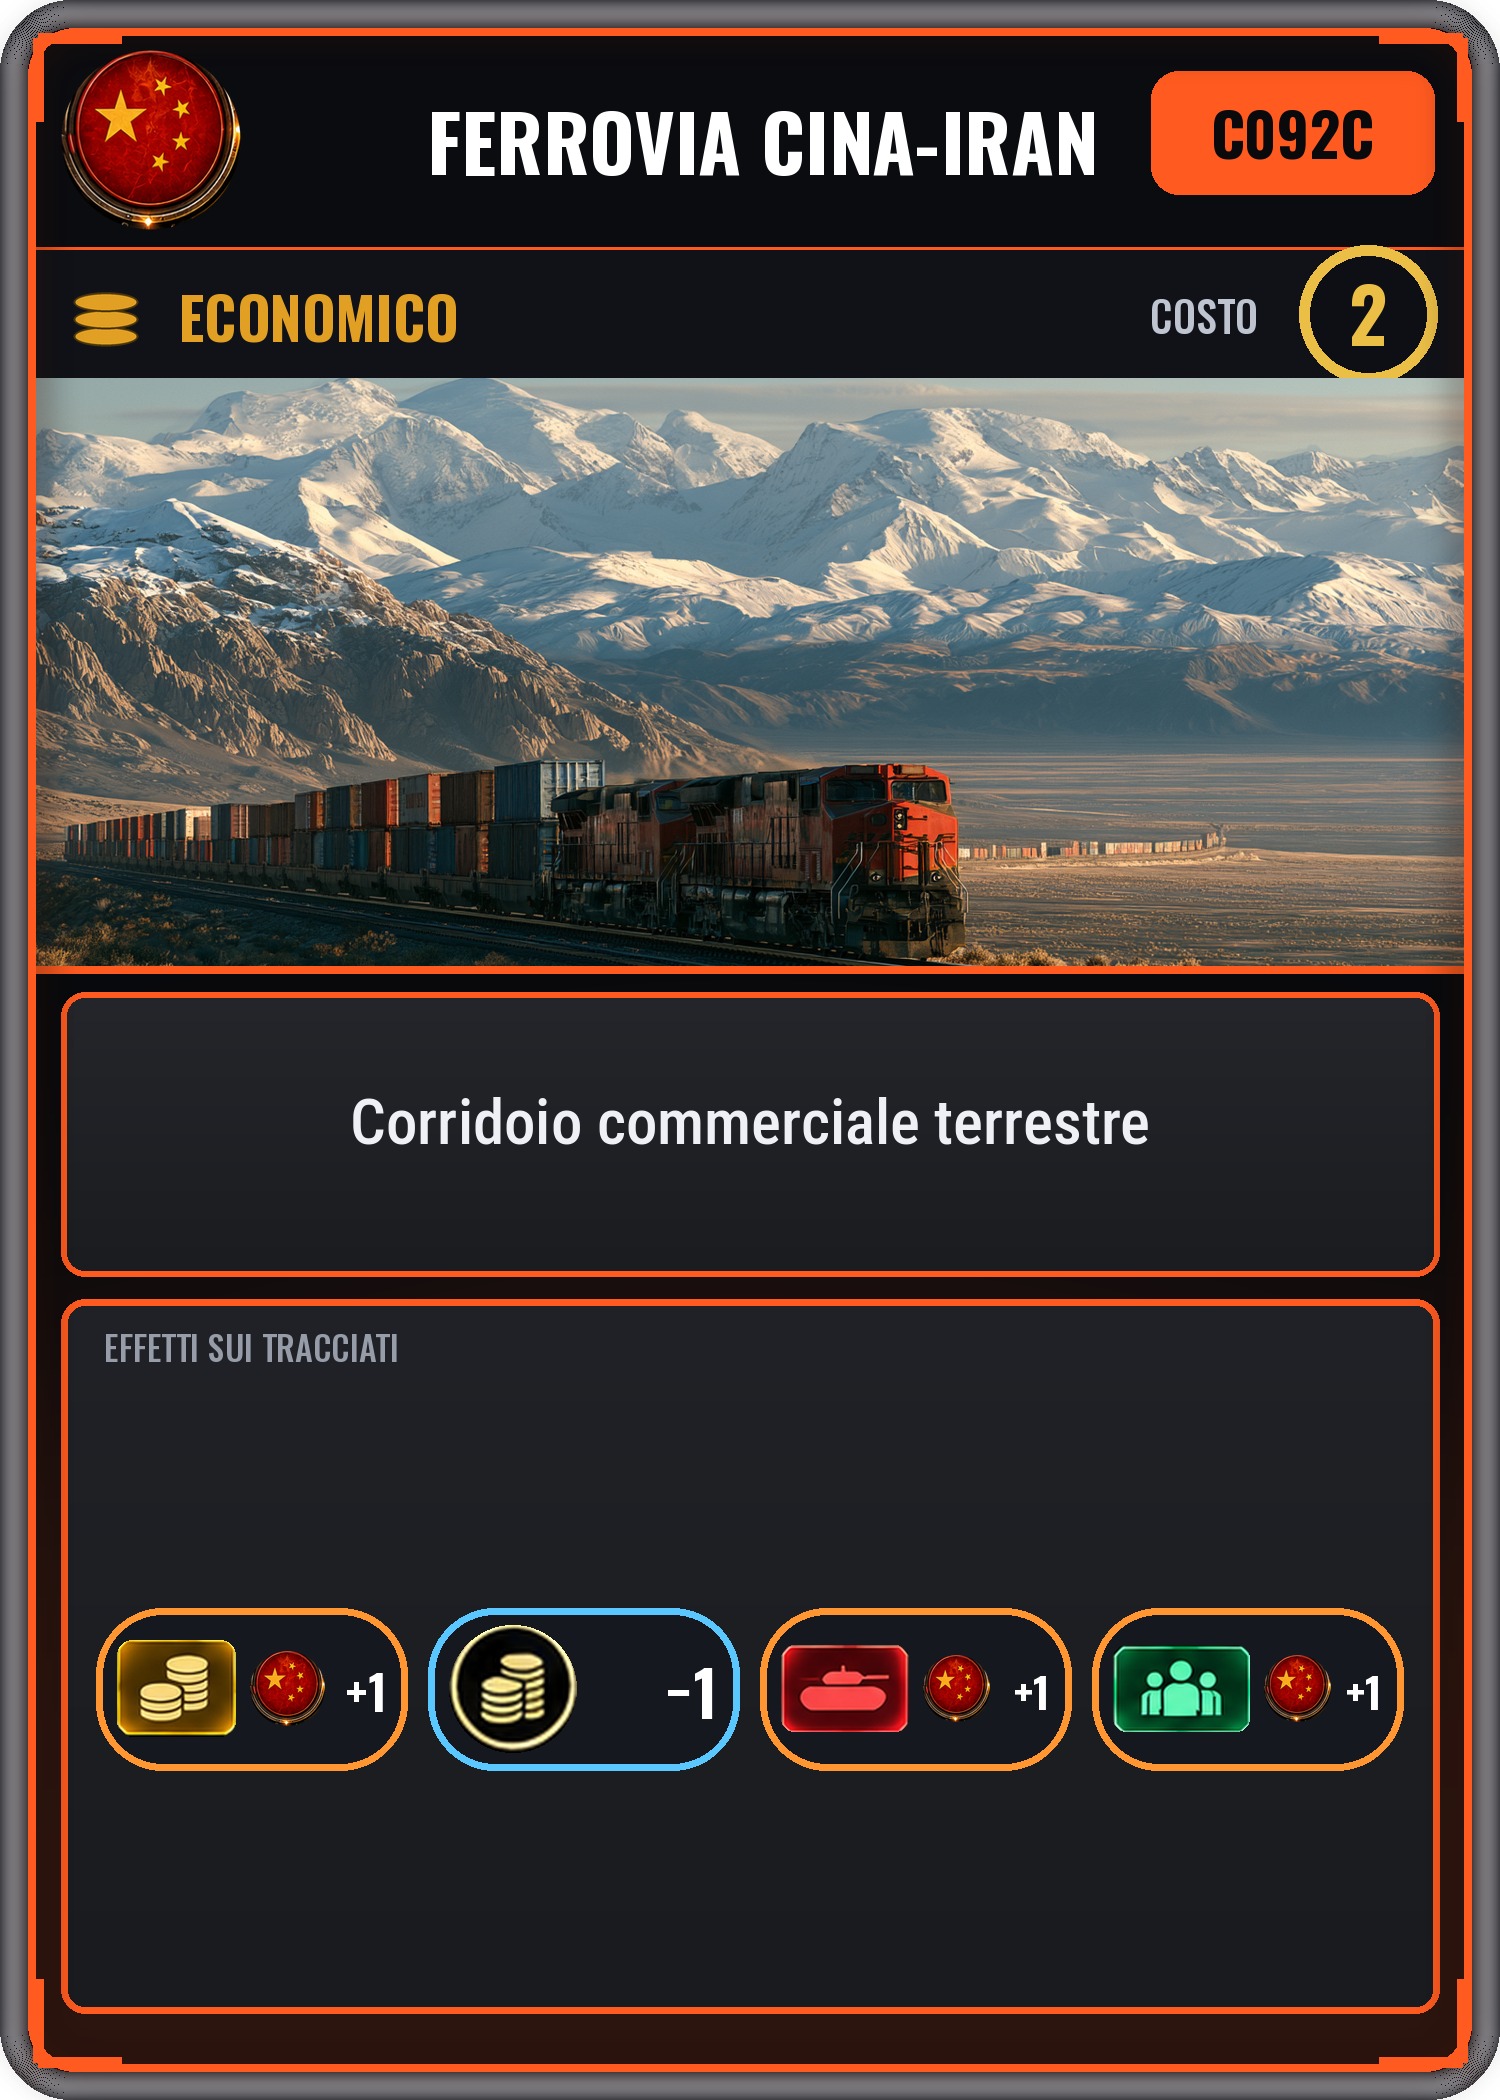 FERROVIA CINA-IRAN
C092C
ECONOMICO
COSTO
2
Corridoio commerciale terrestre
EFFETTI SUI TRACCIATI
+1
-1
+1
+1